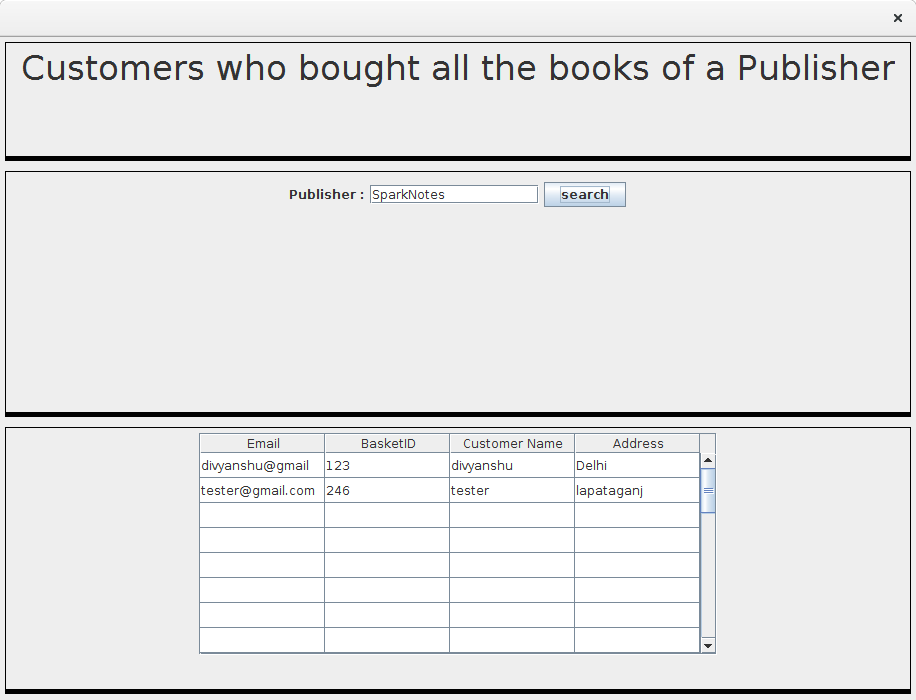 Customers who bought all the books of a Publisher
Publisher : SparkNotes search
Email BasketID Customer Name Address
divyanshu@gmail 123 divyanshu Delhi
tester@gmail.com 246 tester lapataganj